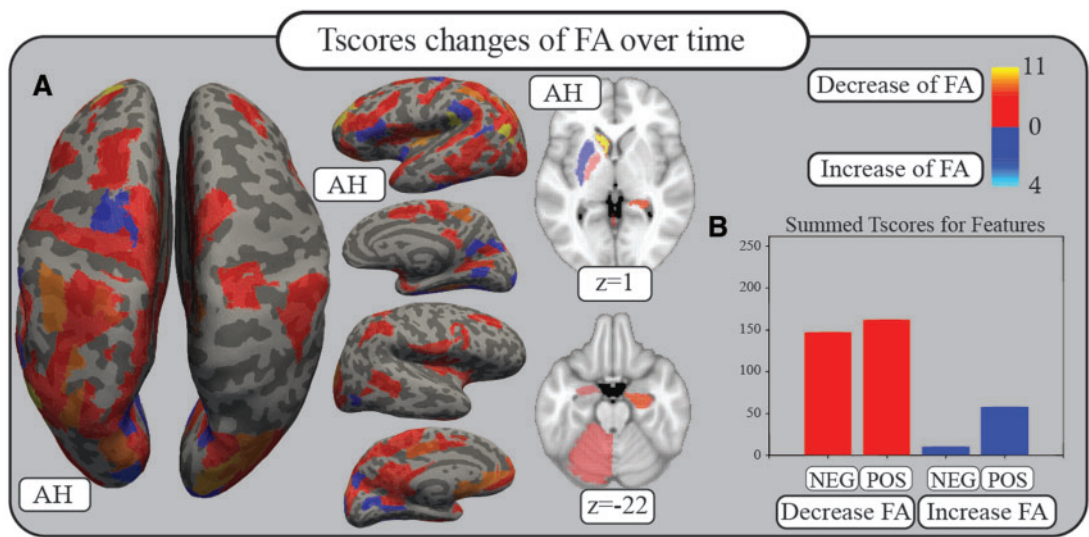 Tscores changes of FA over time
A
AH
AH
AH
z=1
z=-22
Decrease of FA
Increase of FA
11
0
4
B
Summed Tscores for Features
250
200
150
100
50
0
NEG POS NEG POS
Decrease FA Increase FA